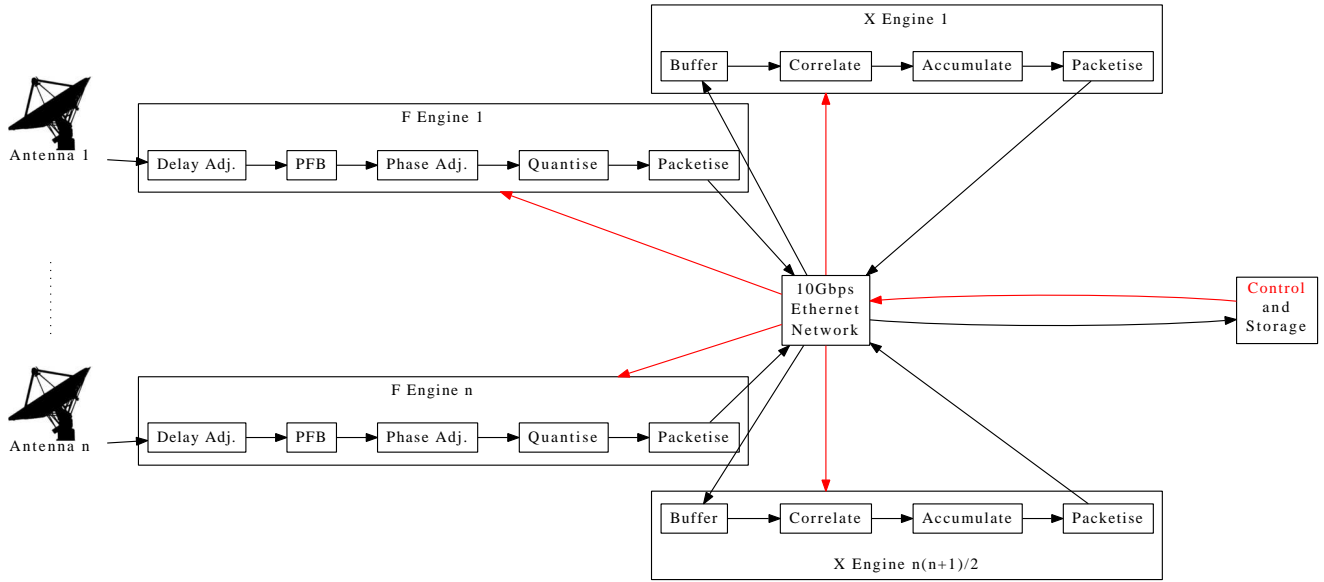 X Engine 1
Buffer
Correlate
Accumulate
Packetise
Antenna 1
F Engine 1
Delay Adj.
PFB
Phase Adj.
Quantise
Packetise
10Gbps
Ethernet
Network
Control
and
Storage
Antenna n
F Engine n
Delay Adj.
PFB
Phase Adj.
Quantise
Packetise
Buffer
Correlate
Accumulate
Packetise
X Engine n(n+1)/2